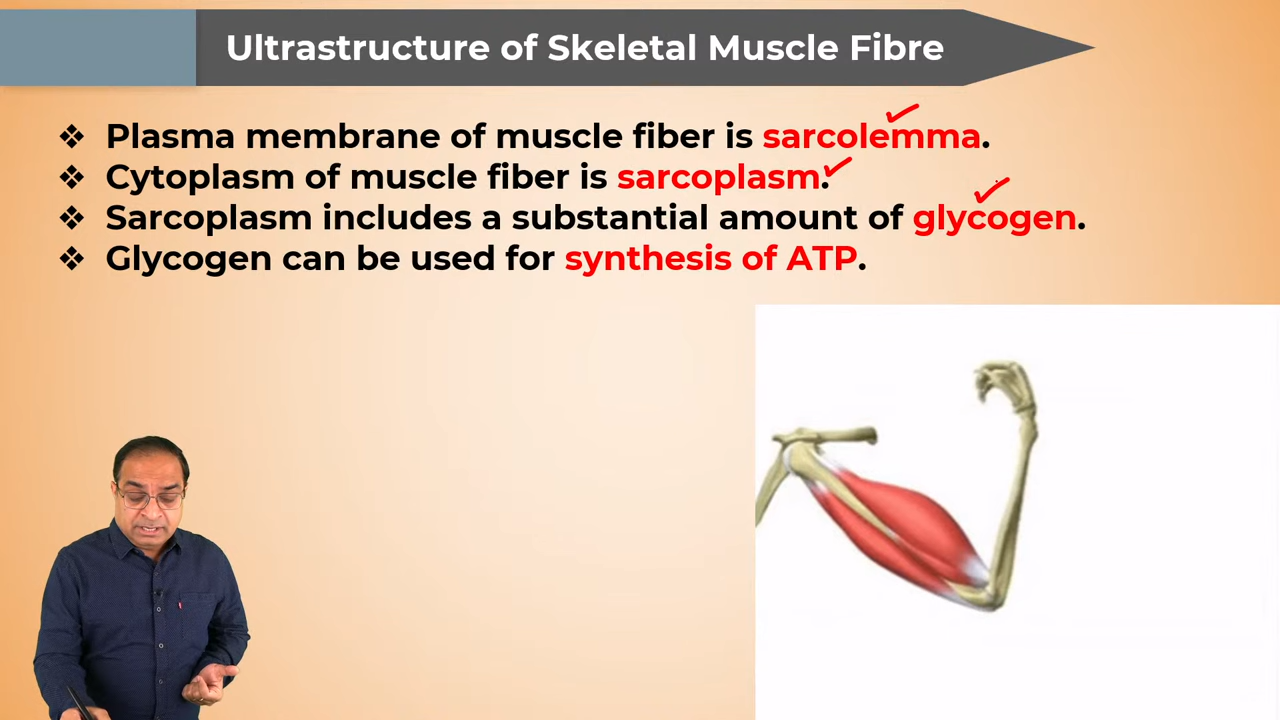 Ultrastructure of Skeletal Muscle Fibre
❖ Plasma membrane of muscle fiber is sarcolemma.
❖ Cytoplasm of muscle fiber is sarcoplasm.
❖ Sarcoplasm includes a substantial amount of glycogen.
❖ Glycogen can be used for synthesis of ATP.